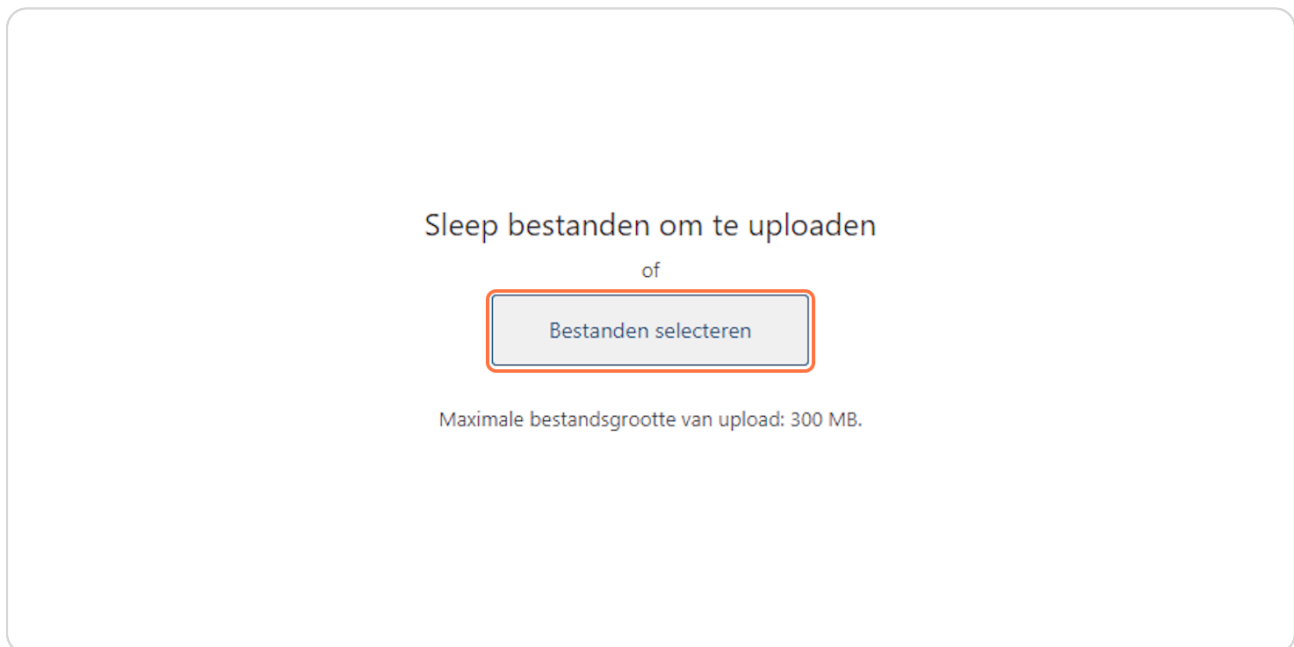 Sleep bestanden om te uploaden
of
Bestanden selecteren
Maximale bestandsgrootte van upload: 300 MB.